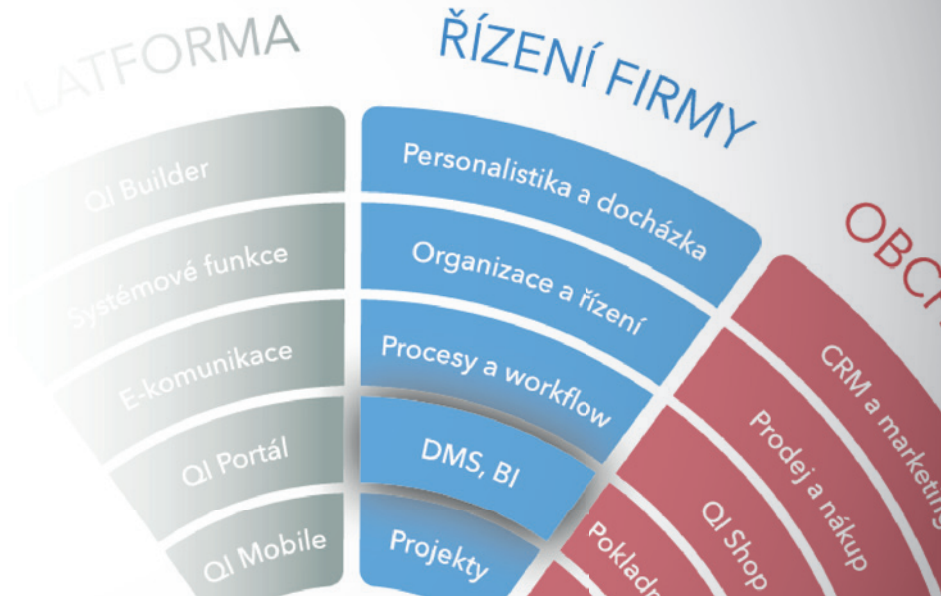 PLATFORMA
QI Builder
Systémové funkce
E-komunikace
QI Portál
QI Mobile
ŘÍZENÍ FIRMY
Personalistika a docházka
Organizace a řízení
Procesy a workflow
DMS, BI
Projekty
CRM a marketing
Prodej a nákup
QI Shop